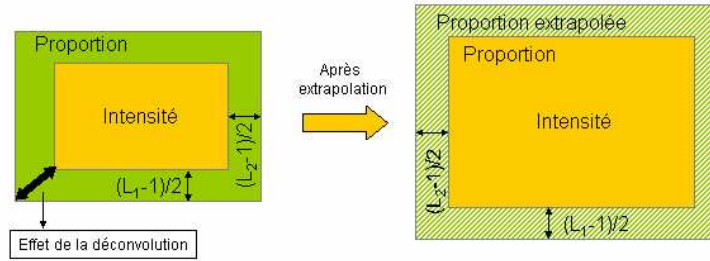 Proportion
Intensité
(L₂-1)/2
(L₁-1)/2
Effet de la déconvolution
Après
extrapolation
Proportion extrapolée
Proportion
Intensité
(L₂-1)/2
(L₁-1)/2